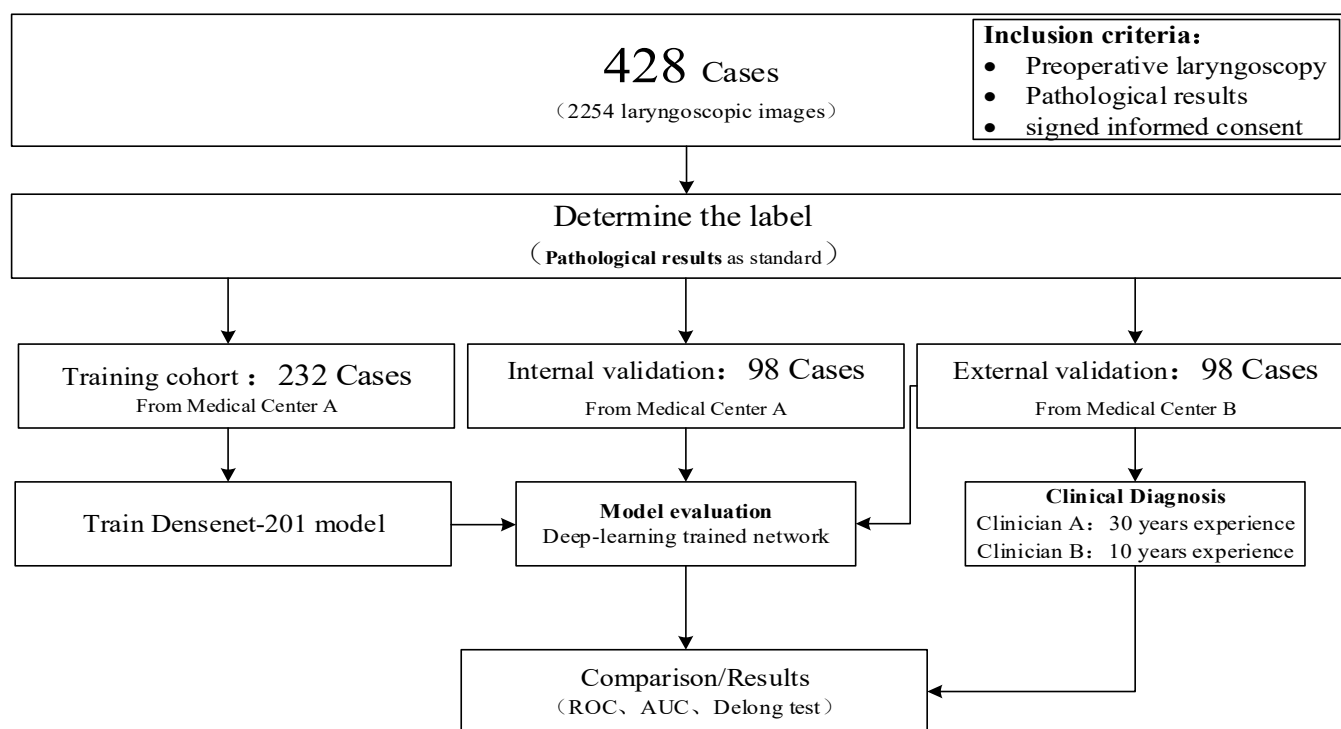 428 Cases
（2254 laryngoscopic images）
Inclusion criteria：
● Preoperative laryngoscopy
● Pathological results
● signed informed consent
Determine the label
（Pathological results as standard）
Training cohort： 232 Cases
From Medical Center A
Internal validation： 98 Cases
From Medical Center A
External validation： 98 Cases
From Medical Center B
Train Densenet-201 model
Model evaluation
Deep-learning trained network
Clinical Diagnosis
Clinician A： 30 years experience
Clinician B： 10 years experience
Comparison/Results
（ROC、AUC、Delong test）